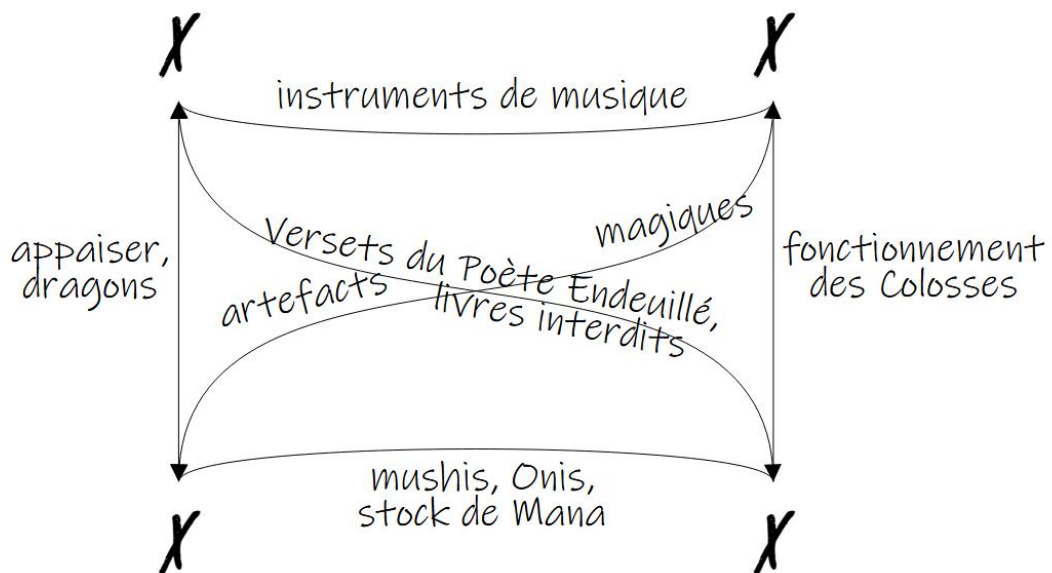 X X
instruments de musique
appaiser,
dragons
Versets du Poète Endeuillé,
livres interdits
artefacts magiques
fonctionnement
des Colosses
mushis, Onis,
stock de Mana
X X